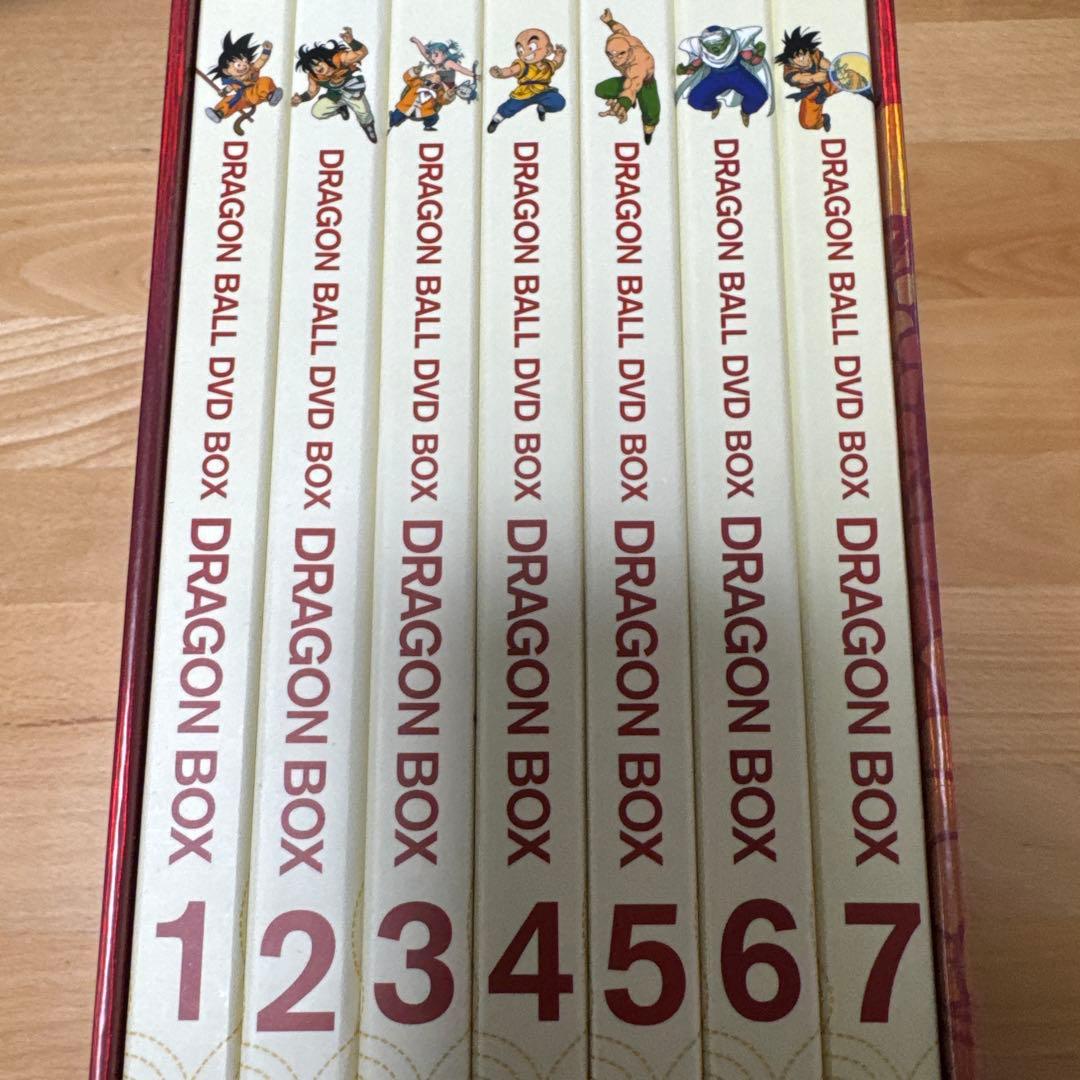 DRAGON BALL DVD BOX DRAGON BOX 1
DRAGON BALL DVD BOX DRAGON BOX 2
DRAGON BALL DVD BOX DRAGON BOX 3
DRAGON BALL DVD BOX DRAGON BOX 4
DRAGON BALL DVD BOX DRAGON BOX 5
DRAGON BALL DVD BOX DRAGON BOX 6
DRAGON BALL DVD BOX DRAGON BOX 7